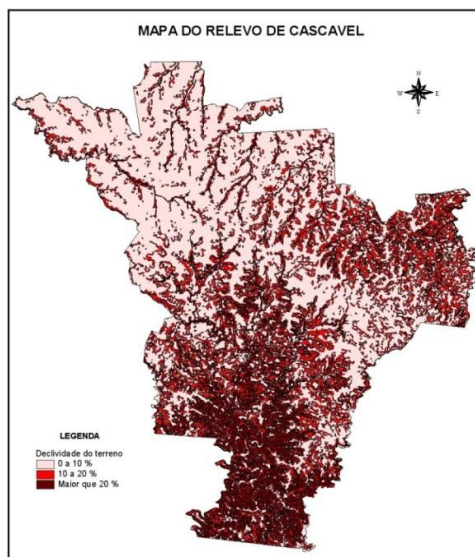 MAPA DO RELEVO DE CASCAVEL
N
W E
S
LEGENDA
Declividade do terreno
0 a 10 %
10 a 20 %
Maior que 20 %